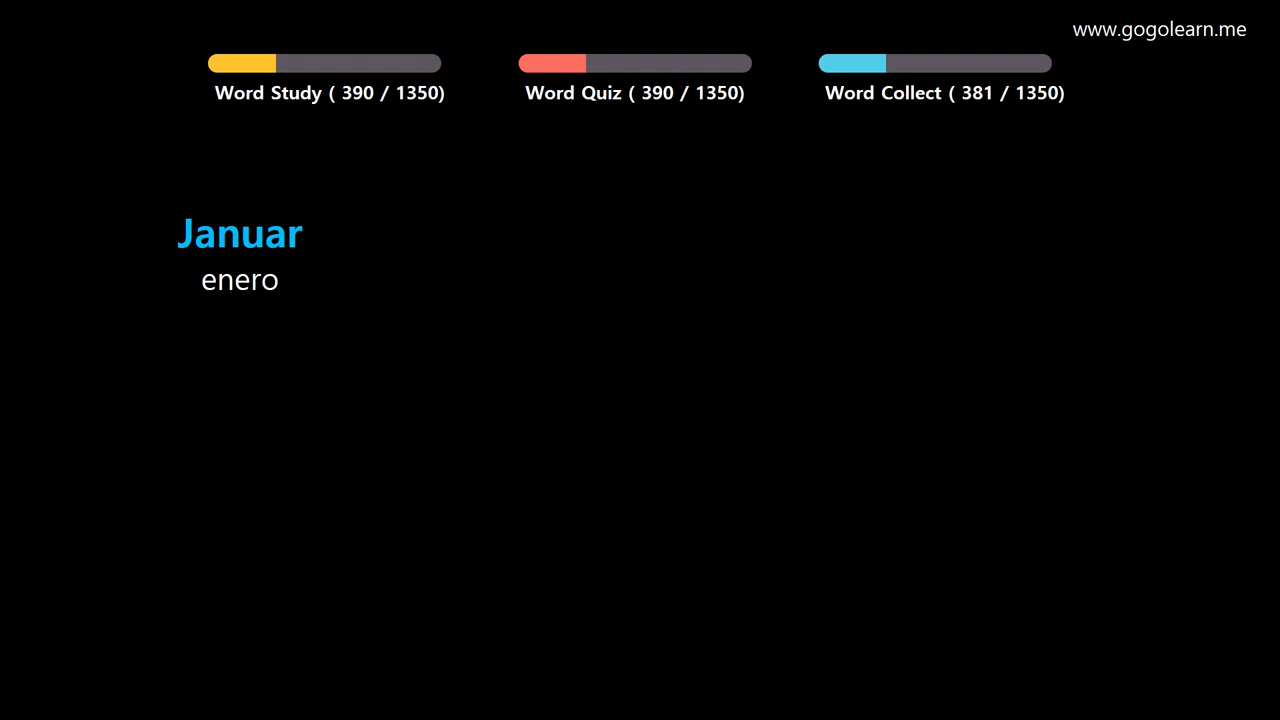 www.gogolearn.me
Word Study ( 390 / 1350)
Word Quiz ( 390 / 1350)
Word Collect ( 381 / 1350)
Januar
enero